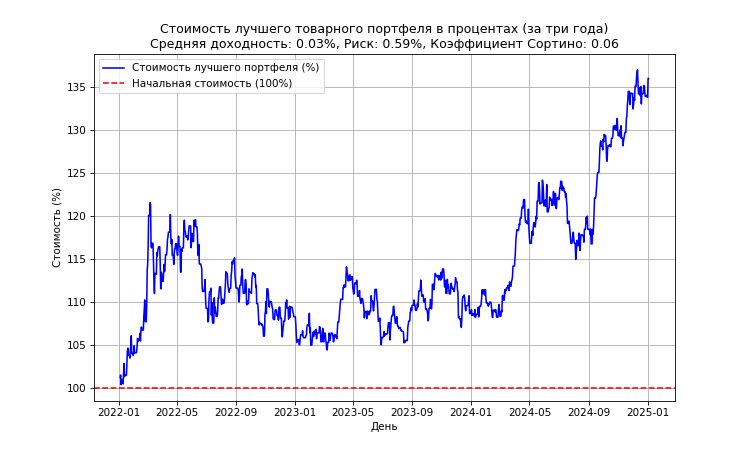 Стоимость лучшего товарного портфеля в процентах (за три года)
Средняя доходность: 0.03%, Риск: 0.59%, Коэффициент Сортино: 0.06
Стоимость лучшего портфеля (%)
Начальная стоимость (100%)
Стоимость (%)
135
130
125
120
115
110
105
100
2022-01 2022-05 2022-09 2023-01 2023-05 2023-09 2024-01 2024-05 2024-09 2025-01
День